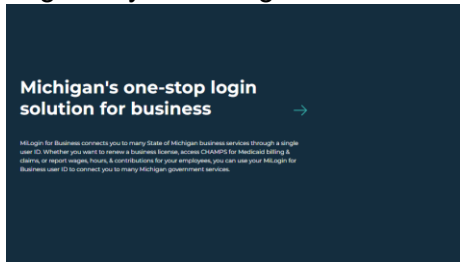 Michigan's one-stop login
solution for business
MiLogin for Business connects you to many State of Michigan business services through a single
user ID. Whether you want to renew a business license, access CHAMPS for Medicaid billing &
claims, or report wages, hours, & contributions for your employees, you can use your MiLogin for
Business user ID to connect you to many Michigan government services.